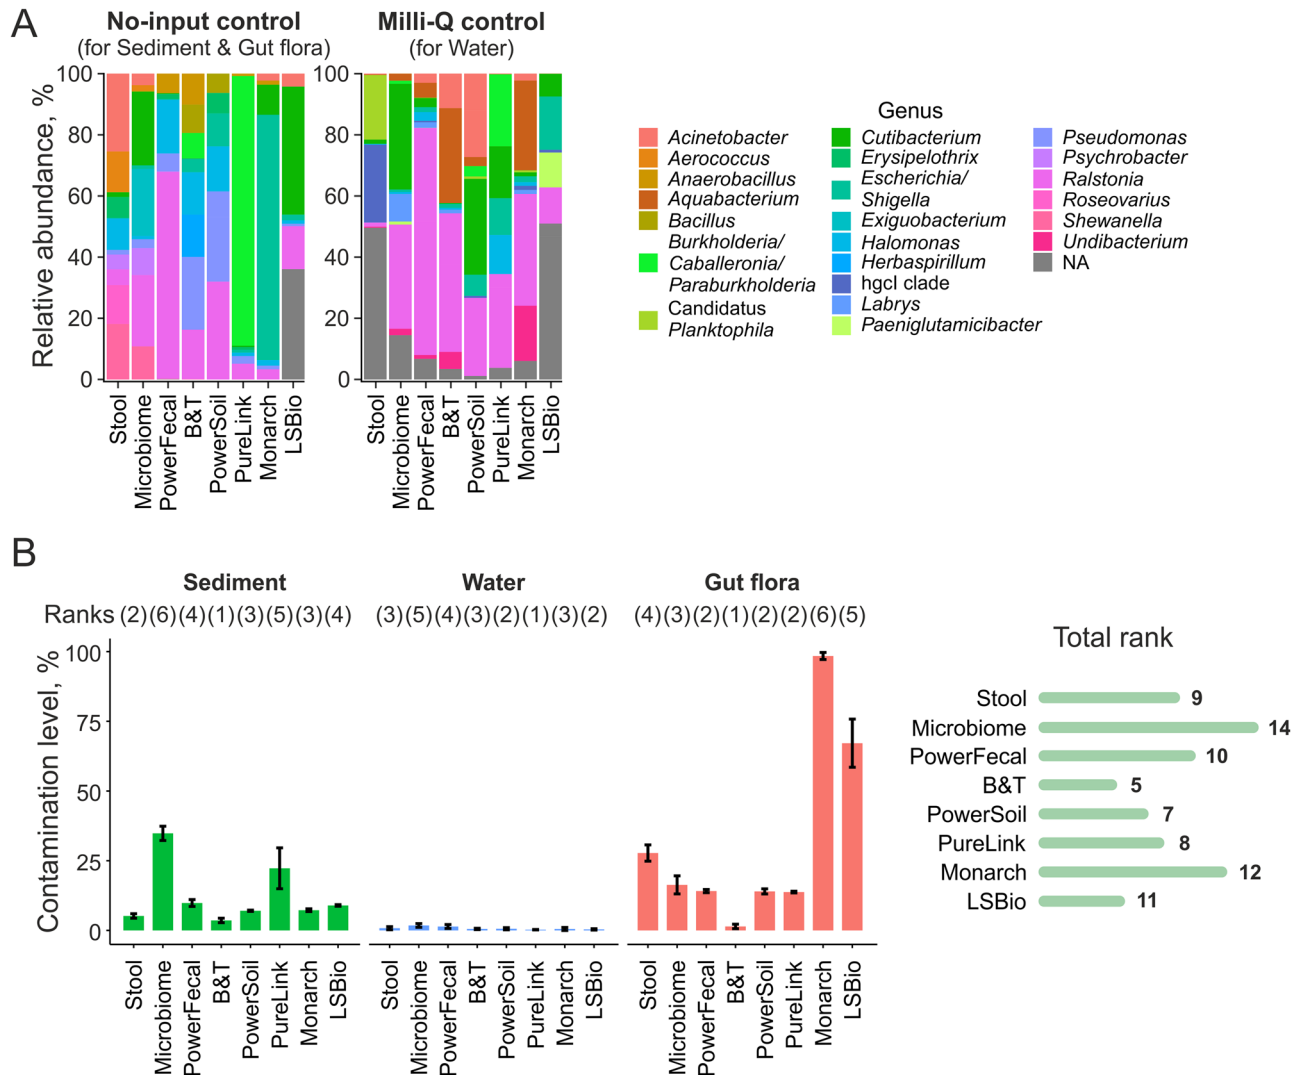 A
No-input control
(for Sediment & Gut flora)
Milli-Q control
(for Water)
Relative abundance, %
100
80
60
40
20
0
100
80
60
40
20
0
Stool
Microbiome
PowerFecal
B&T
PowerSoil
PureLink
Monarch
LSBio
Stool
Microbiome
PowerFecal
B&T
PowerSoil
PureLink
Monarch
LSBio
Genus
Acinetobacter
Aerococcus
Anaerobacillus
Aquabacterium
Bacillus
Burkholderia/
Caballeronia/
Paraburkholderia
Candidatus
Planktophila
Cutibacterium
Erysipelothrix
Escherichia/
Shigella
Exiguobacterium
Halomonas
Herbaspirillum
hgcI clade
Labrys
Paeniglutamicibacter
Pseudomonas
Psychrobacter
Ralstonia
Roseovarius
Shewanella
Undibacterium
NA
B
Sediment
Water
Gut flora
Ranks (2)(6)(4)(1)(3)(5)(3)(4)
(3)(5)(4)(3)(2)(1)(3)(2)
(4)(3)(2)(1)(2)(2)(6)(5)
Contamination level, %
100
75
50
25
0
Stool
Microbiome
PowerFecal
B&T
PowerSoil
PureLink
Monarch
LSBio
Stool
Microbiome
PowerFecal
B&T
PowerSoil
PureLink
Monarch
LSBio
Stool
Microbiome
PowerFecal
B&T
PowerSoil
PureLink
Monarch
LSBio
Total rank
Stool 9
Microbiome 14
PowerFecal 10
B&T 5
PowerSoil 7
PureLink 8
Monarch 12
LSBio 11